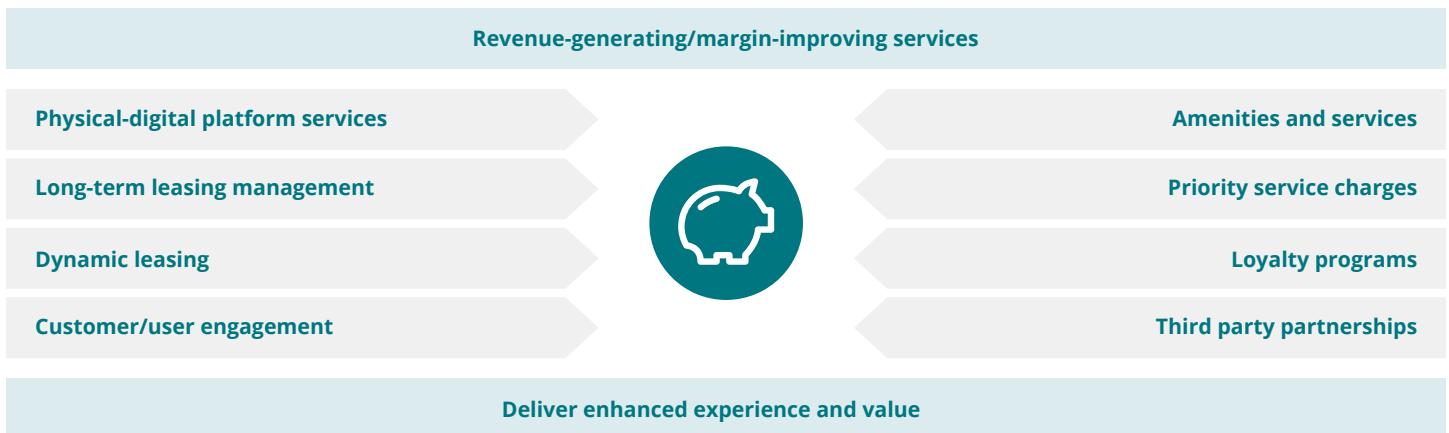 Revenue-generating/margin-improving services
Physical-digital platform services
Long-term leasing management
Dynamic leasing
Customer/user engagement
Amenities and services
Priority service charges
Loyalty programs
Third party partnerships
Deliver enhanced experience and value